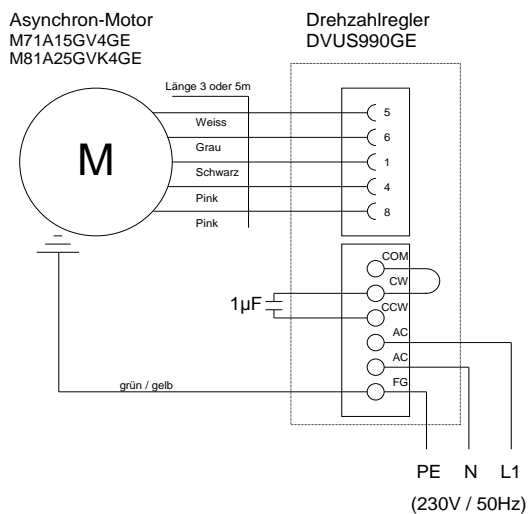 Asynchron-Motor
M71A15GV4GE
M81A25GVK4GE
Drehzahlregler
DVUS990GE
Länge 3 oder 5m
M
Weiss
Grau
Schwarz
Pink
Pink
5
6
1
4
8
COM
CW
CCW
AC
AC
FG
1µF
grün / gelb
PE N L1
(230V / 50Hz)